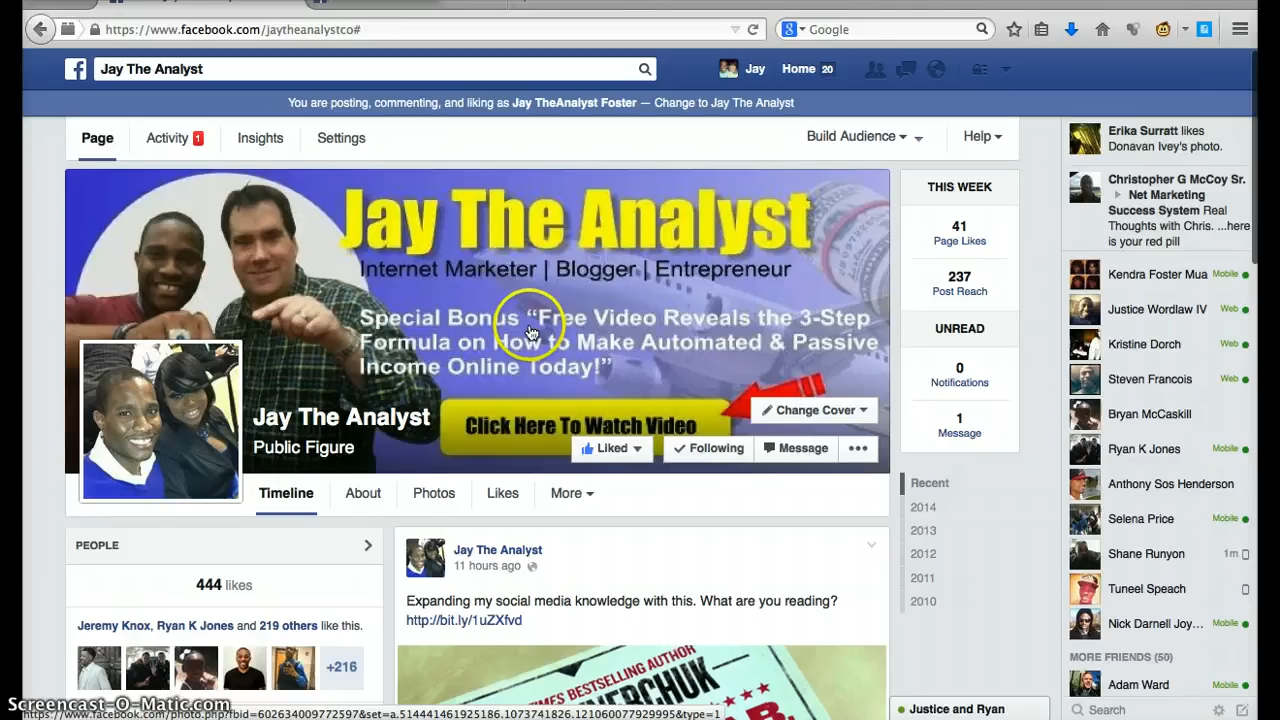 https://www.facebook.com/jaytheanalystco#
Google
Jay The Analyst
Jay
Home 20
You are posting, commenting, and liking as Jay TheAnalyst Foster — Change to Jay The Analyst
Page
Activity 1
Insights
Settings
Build Audience
Help
Jay The Analyst
Internet Marketer | Blogger | Entrepreneur
Special Bonus “Free Video Reveals the 3-Step
Formula on How to Make Automated & Passive
Income Online Today!”
Click Here To Watch Video
Change Cover
Jay The Analyst
Public Figure
Liked
Following
Message
Timeline
About
Photos
Likes
More
THIS WEEK
41
Page Likes
237
Post Reach
UNREAD
0
Notifications
1
Message
Recent
2014
2013
2012
2011
2010
PEOPLE
444 likes
Jeremy Knox, Ryan K Jones and 219 others like this.
+216
Jay The Analyst
11 hours ago
Expanding my social media knowledge with this. What are you reading?
http://bit.ly/1uZXfvd
TIMES BESTSELLING AUTHOR
Erika Surratt likes
Donavan Ivey's photo.
Christopher G McCoy Sr.
Net Marketing
Success System Real
Youtage with Chris. ...here
is your red pill
Kendra Foster Mua Mobile
Justice Wordlaw IV Web
Kristine Dorch Web
Steven Francois Web
Bryan McCaskill
Ryan K Jones Mobile
Anthony Sos Henderson
Selena Price Mobile
Shane Runyon 1m
Tuneel Speach
Nick Darnell Joy... Mobile
MORE FRIENDS (50)
Adam Ward Mobile
Search
Justice and Ryan
Screencast-O-Matic.com
https://www.facebook.com/photo.php?fbid=602634009772597&set=a.514441461925186.1073741826.121060077929995&type=1